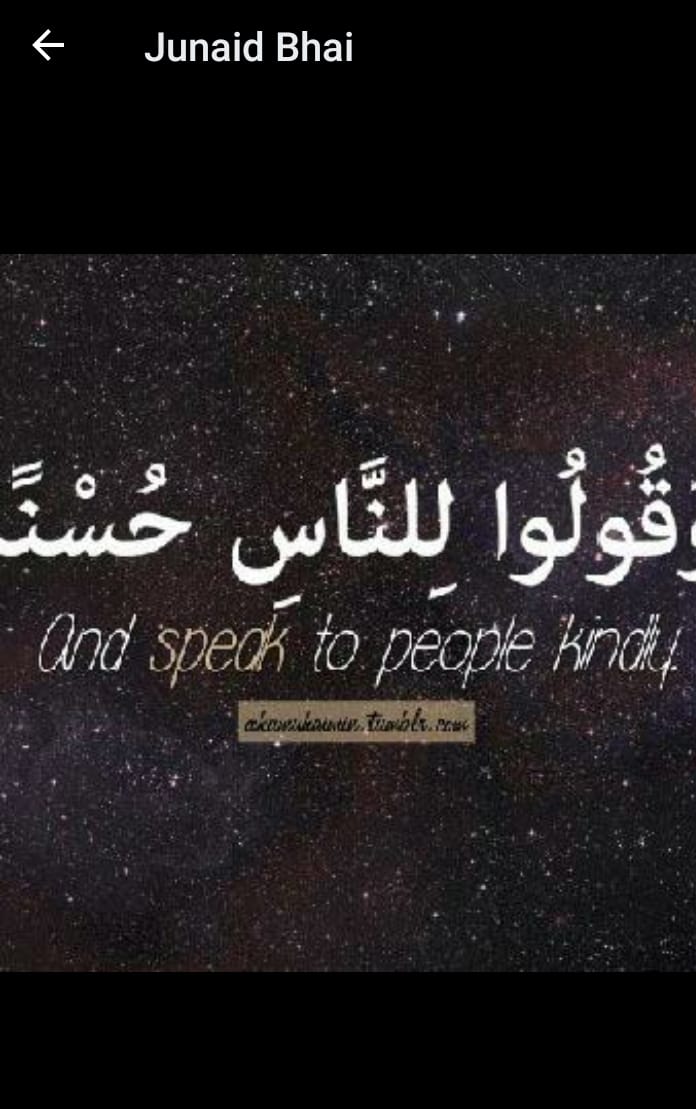 Junaid Bhai
وَقُولُوا لِلنَّاسِ حُسْنًا
And speak to people kindly.